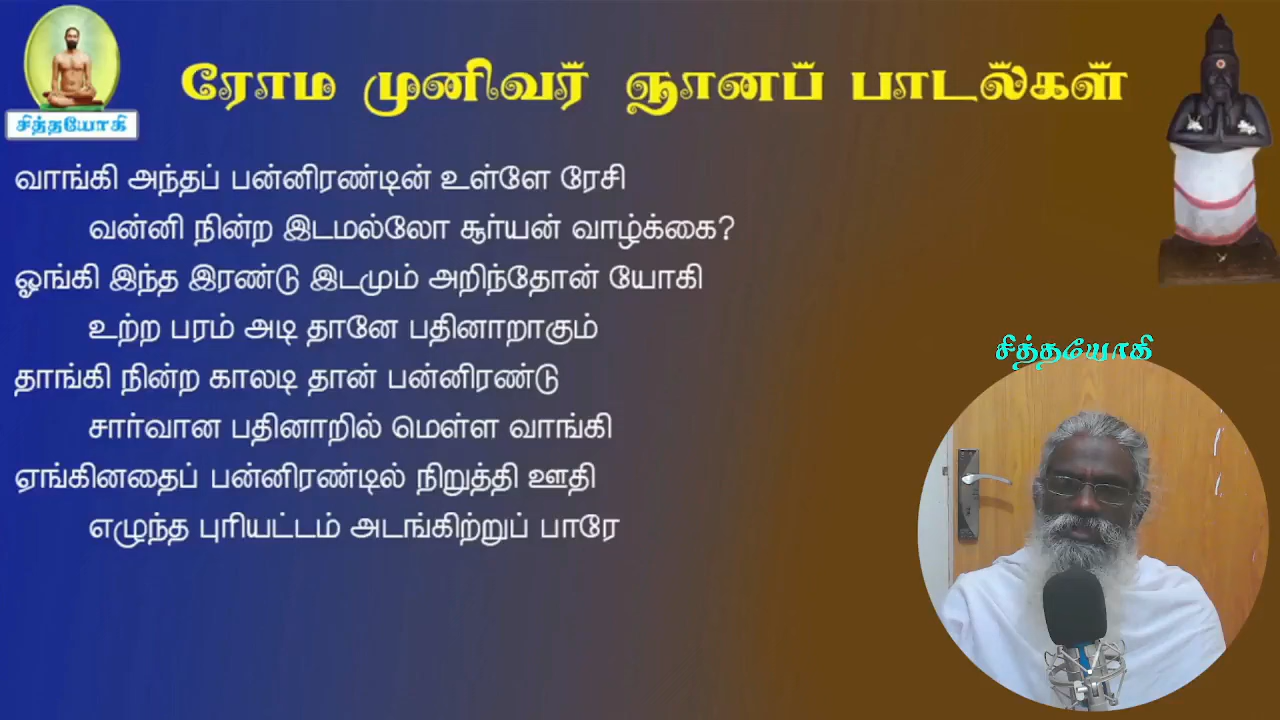 ரோம முனிவர் ஞானப் பாடல்கள்
சித்தயோகி
வாங்கி அந்தப் பன்னிரண்டின் உள்ளே ரேசி
வன்னி நின்ற இடமல்லோ சூர்யன் வாழ்க்கை?
ஓங்கி இந்த இரண்டு இடமும் அறிந்தோன் யோகி
உற்ற பரம் அடி தானே பதினாறாகும்
தாங்கி நின்ற காலடி தான் பன்னிரண்டு
சார்வான பதினாறில் மெள்ள வாங்கி
ஏங்கினதைப் பன்னிரண்டில் நிறுத்தி ஊதி
எழுந்த புரியட்டம் அடங்கிற்றுப் பாரே
சித்தயோகி